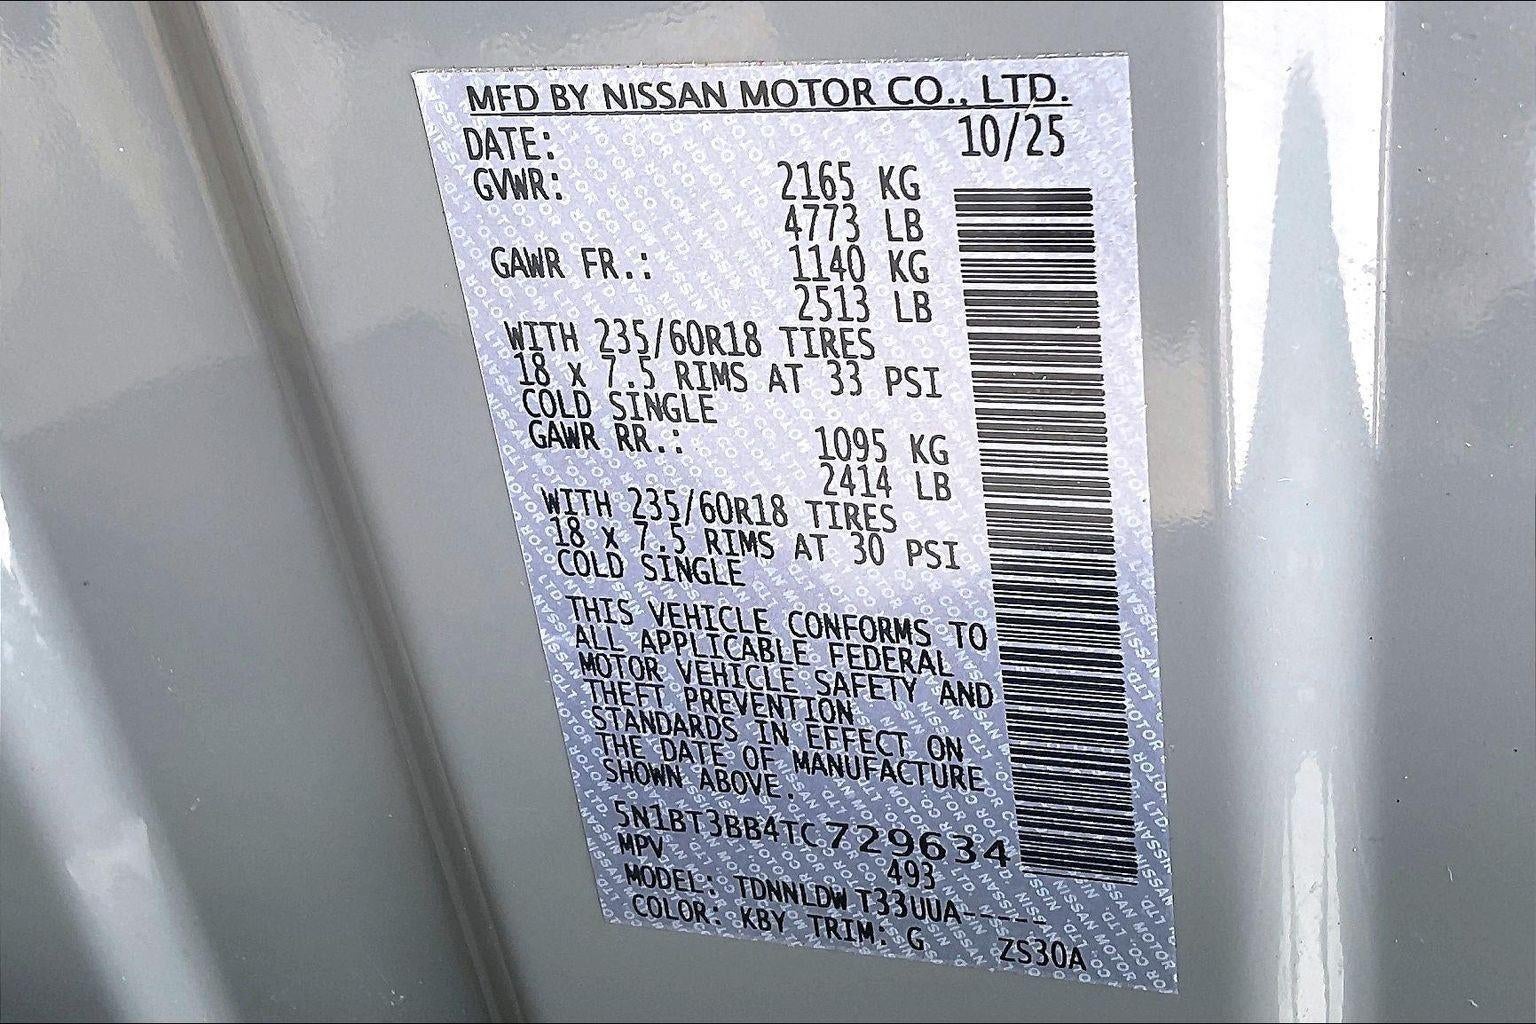 MFD BY NISSAN MOTOR CO., LTD.
DATE: 10/25
GVWR: 2165 KG
4773 LB
GAWR FR.: 1140 KG
2513 LB
WITH 235/60R18 TIRES
18 X 7.5 RIMS AT 33 PSI
COLD SINGLE
GAWR RR.: 1095 KG
2414 LB
WITH 235/60R18 TIRES
18 X 7.5 RIMS AT 30 PSI
COLD SINGLE
THIS VEHICLE CONFORMS TO
ALL APPLICABLE FEDERAL
MOTOR VEHICLE SAFETY AND
THEFT PREVENTION
STANDARDS IN EFFECT ON
THE DATE OF MANUFACTURE
SHOWN ABOVE.
5N1BT3BB4TC729634
MPV 493
MODEL: TDNNLDW T33UUA-----
COLOR: KBY TRIM: G ZS30A